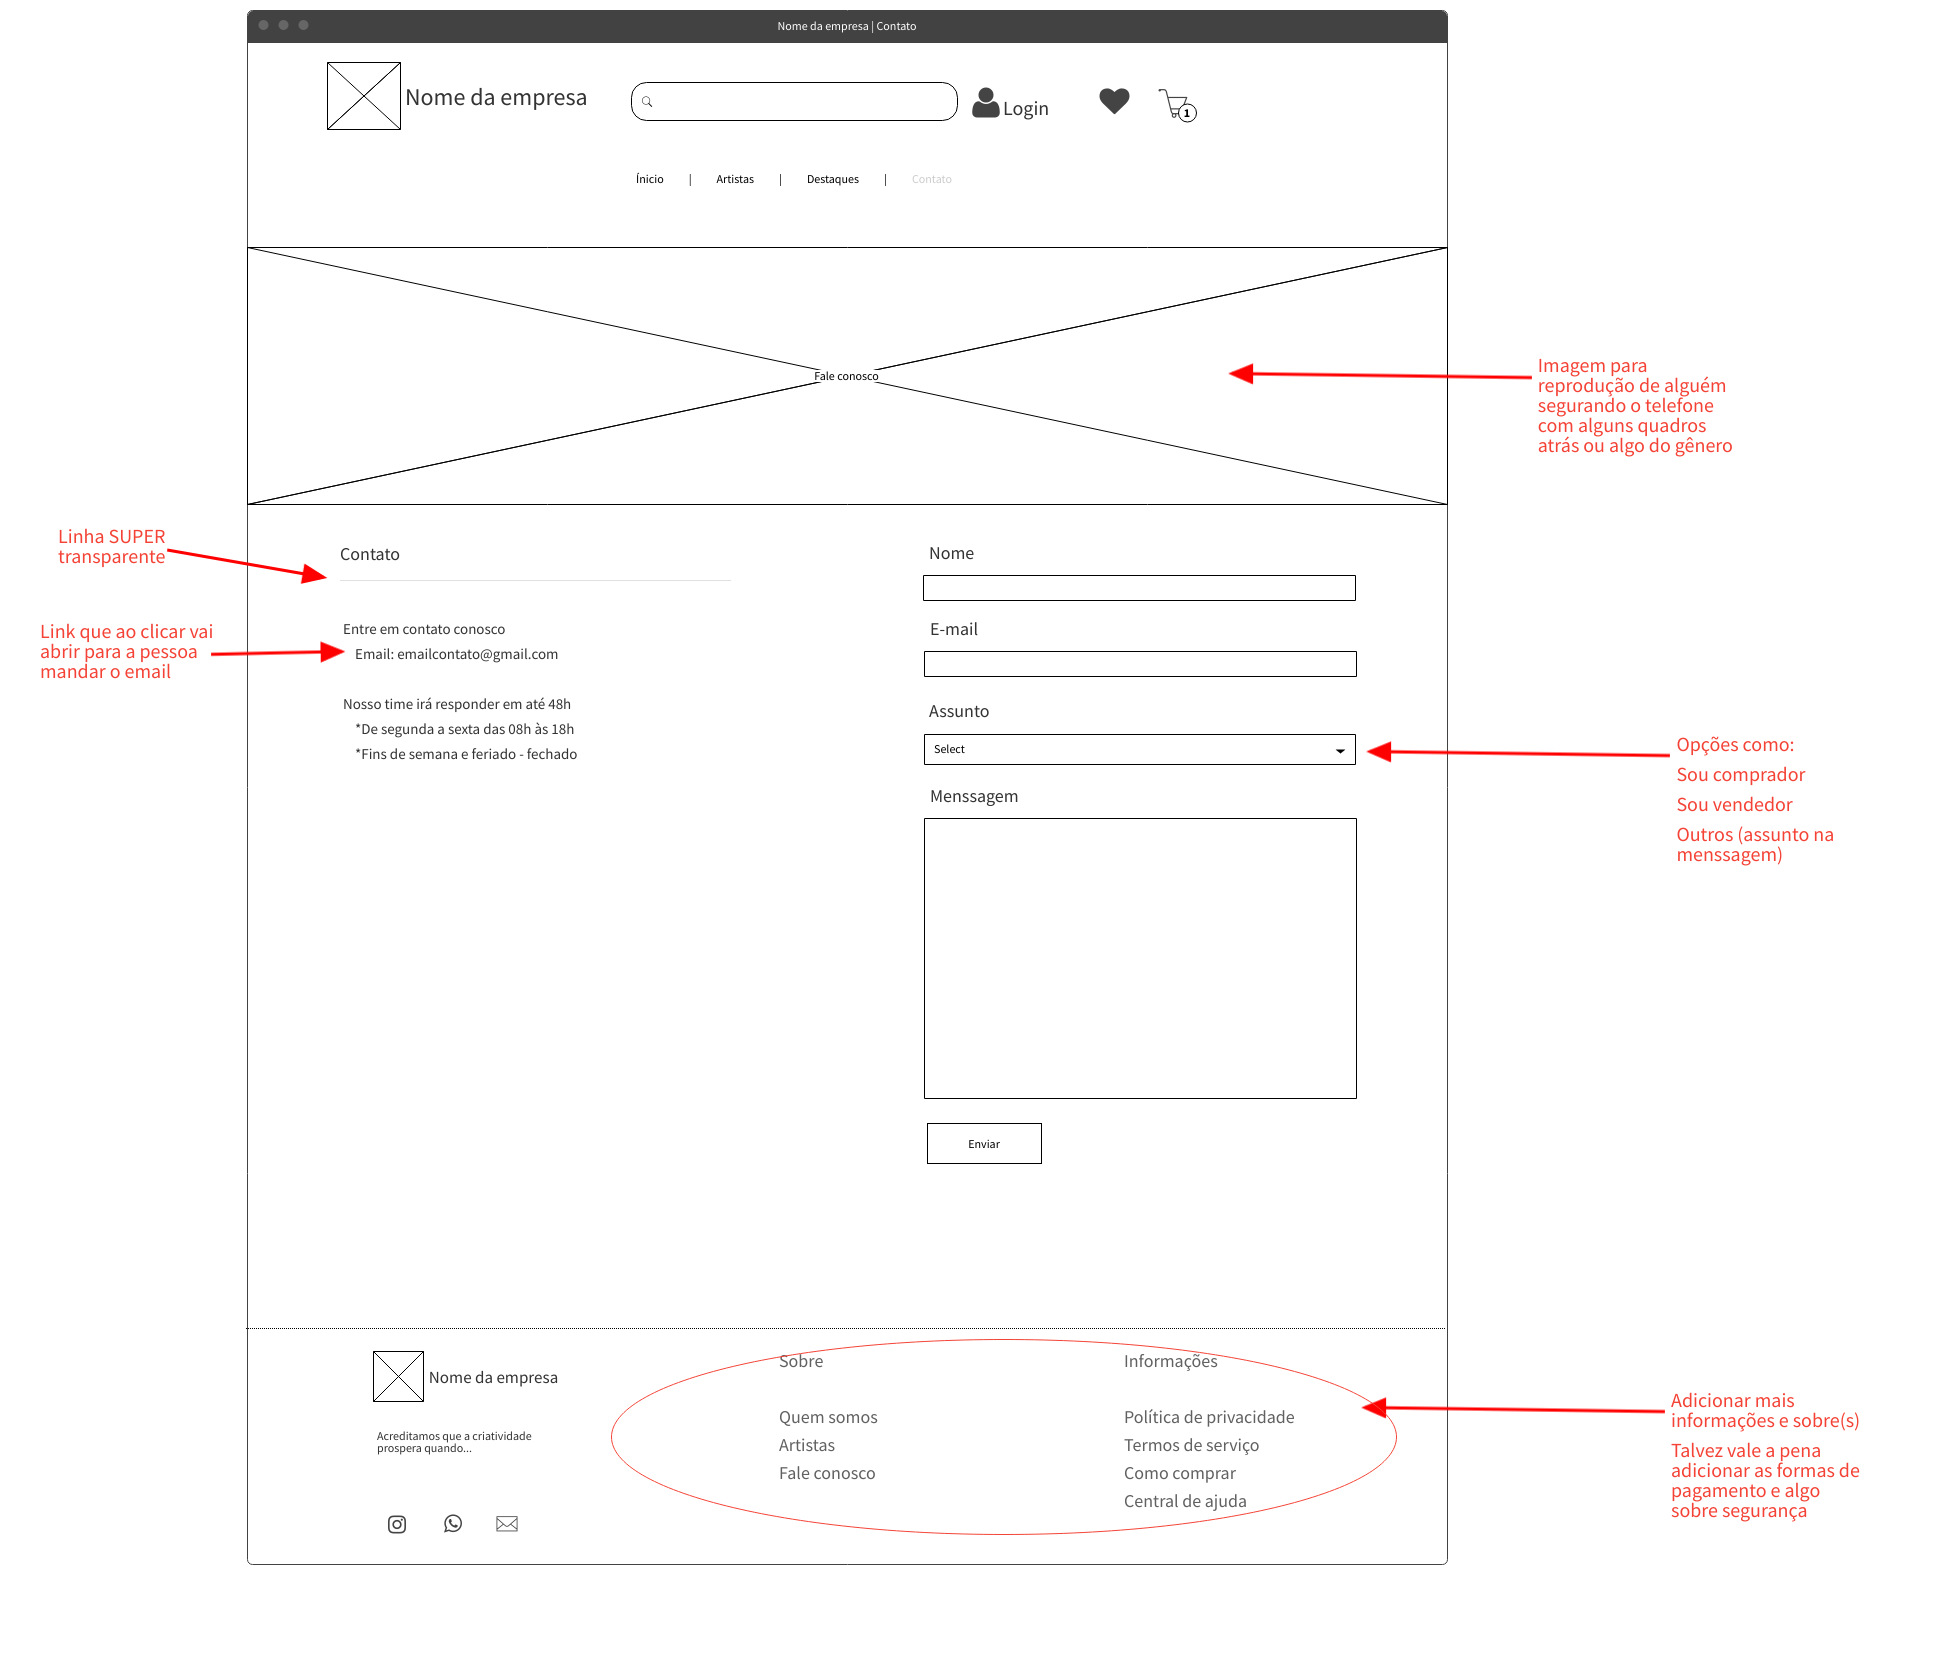 Nome da empresa | Contato
Nome da empresa
Login
1
Ínicio | Artistas | Destaques | Contato
Fale conosco
Imagem para
reprodução de alguém
segurando o telefone
com alguns quadros
atrás ou algo do gênero
Linha SUPER
transparente
Contato
Link que ao clicar vai
abrir para a pessoa
mandar o email
Entre em contato conosco
Email: emailcontato@gmail.com
Nosso time irá responder em até 48h
*De segunda a sexta das 08h às 18h
*Fins de semana e feriado - fechado
Nome
E-mail
Assunto
Select
Opções como:
Sou comprador
Sou vendedor
Outros (assunto na
menssagem)
Menssagem
Enviar
Nome da empresa
Acreditamos que a criatividade
prospera quando...
Sobre
Quem somos
Artistas
Fale conosco
Informações
Política de privacidade
Termos de serviço
Como comprar
Central de ajuda
Adicionar mais
informações e sobre(s)
Talvez vale a pena
adicionar as formas de
pagamento e algo
sobre segurança